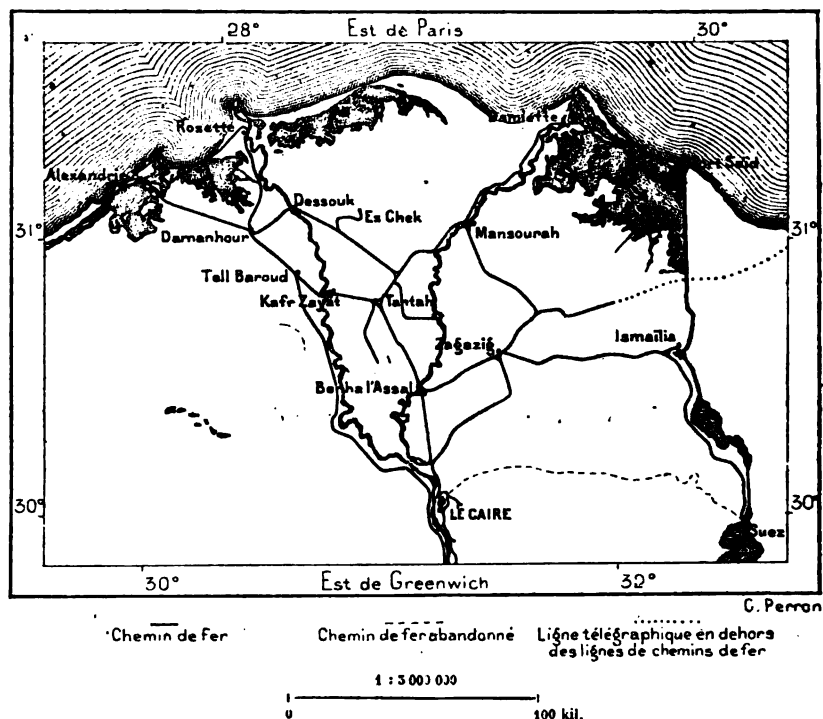 28° Est de Paris 30°
Rosette
Damiette
Alexandrie
Port Saïd
Dessouk
Es Chek
31° Damanhour Mansourah 31°
Tell Baroud
Kafr Zayat Tantah
Zagazig Ismaïlia
Benha l'Assal
30° LE CAIRE 30°
Suez
30° Est de Greenwich 32°
C. Perron
Chemin de fer Chemin de fer abandonné Ligne télégraphique en dehors
des lignes de chemins de fer
1 : 3 000 000
0 100 kil.